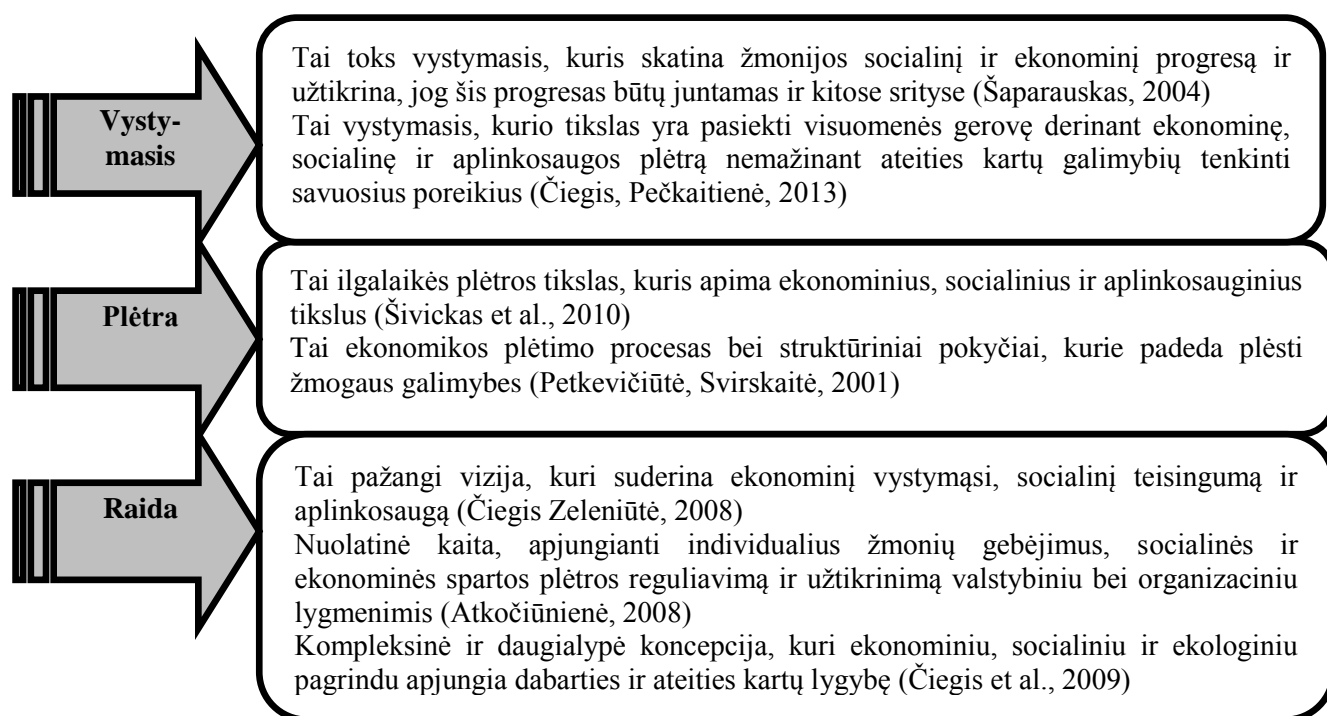 Vysty-
masis
Tai toks vystymasis, kuris skatina žmonijos socialinį ir ekonominį progresą ir
užtikrina, jog šis progresas būtų juntamas ir kitose srityse (Šaparauskas, 2004)
Tai vystymasis, kurio tikslas yra pasiekti visuomenės gerovę derinant ekonominę,
socialinę ir aplinkosaugos plėtrą nemažinant ateities kartų galimybių tenkinti
savuosius poreikius (Čiegis, Pečkaitienė, 2013)
Plėtra
Tai ilgalaikės plėtros tikslas, kuris apima ekonominius, socialinius ir aplinkosauginius
tikslus (Šivickas et al., 2010)
Tai ekonomikos plėtimo procesas bei struktūriniai pokyčiai, kurie padeda plėsti
žmogaus galimybes (Petkevičiūtė, Svirskaitė, 2001)
Raida
Tai pažangi vizija, kuri suderina ekonominį vystymąsi, socialinį teisingumą ir
aplinkosaugą (Čiegis Zeleniūtė, 2008)
Nuolatinė kaita, apjungianti individualius žmonių gebėjimus, socialinės ir
ekonominės spartos plėtros reguliavimą ir užtikrinimą valstybiniu bei organizaciniu
lygmenimis (Atkočiūnienė, 2008)
Kompleksinė ir daugialypė koncepcija, kuri ekonominiu, socialiniu ir ekologiniu
pagrindu apjungia dabarties ir ateities kartų lygybę (Čiegis et al., 2009)